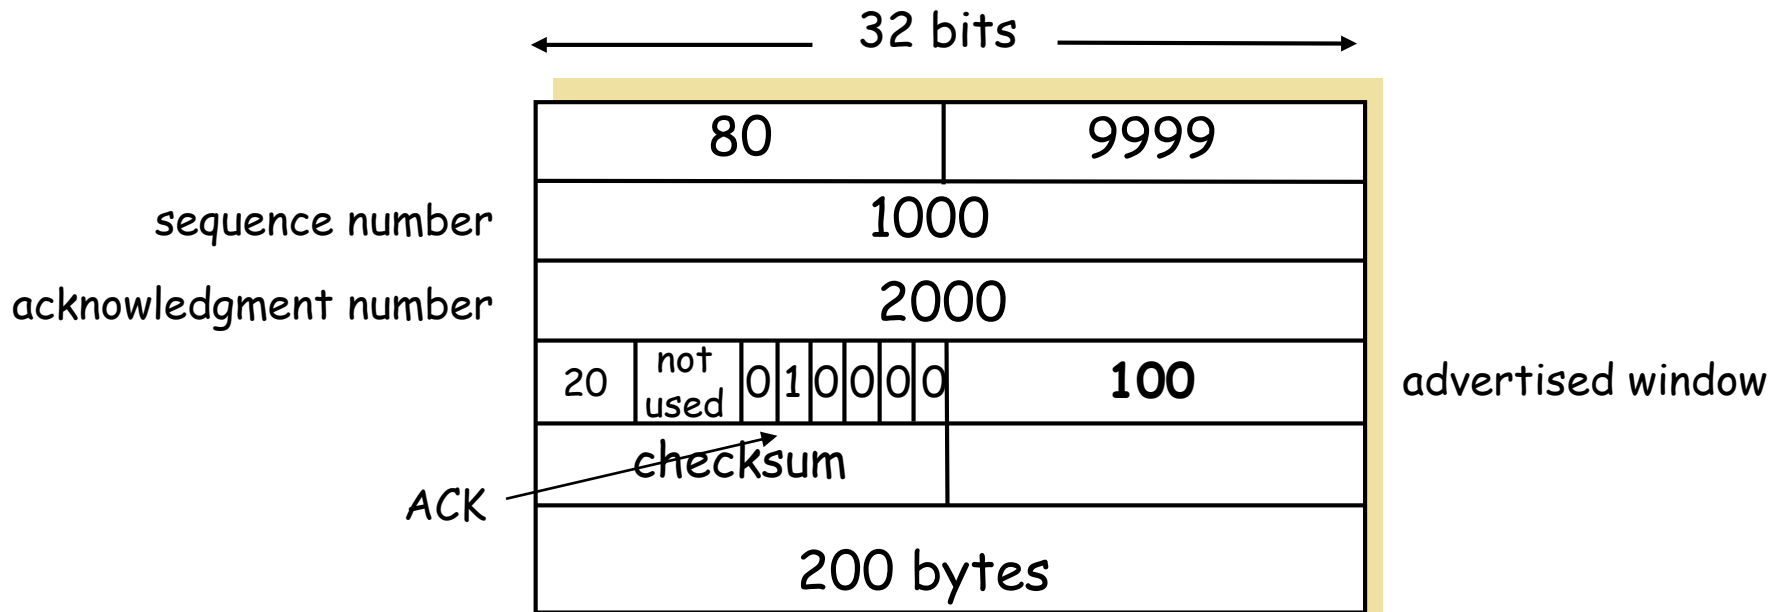 32 bits
80 9999
sequence number 1000
acknowledgment number 2000
20 not used 0 1 0 0 0 0 100 advertised window
checksum
ACK
200 bytes